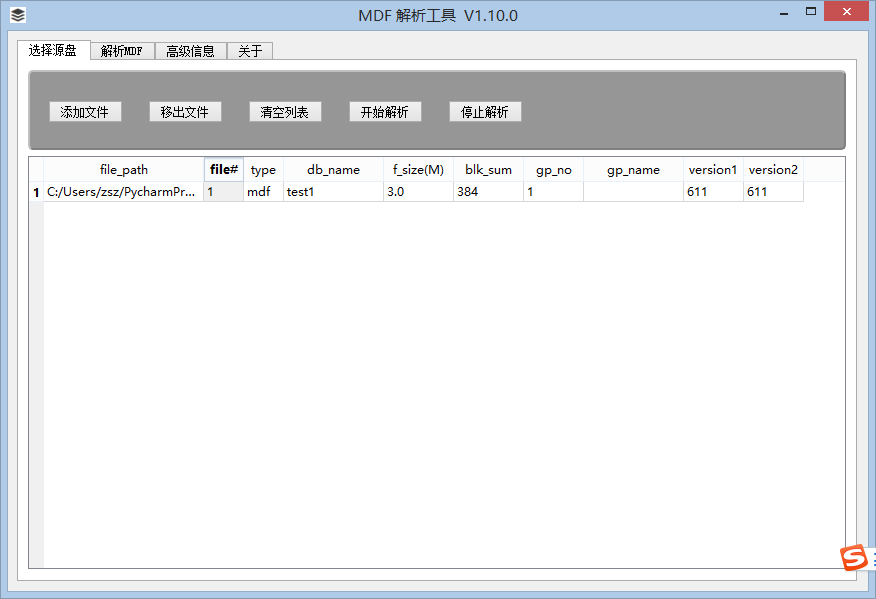 MDF 解析工具 V1.10.0
选择源盘 解析MDF 高级信息 关于
添加文件 移出文件 清空列表 开始解析 停止解析
file_path file# type db_name f_size(M) blk_sum gp_no gp_name version1 version2
1 C:/Users/zsz/PycharmPr... 1 mdf test1 3.0 384 1 611 611